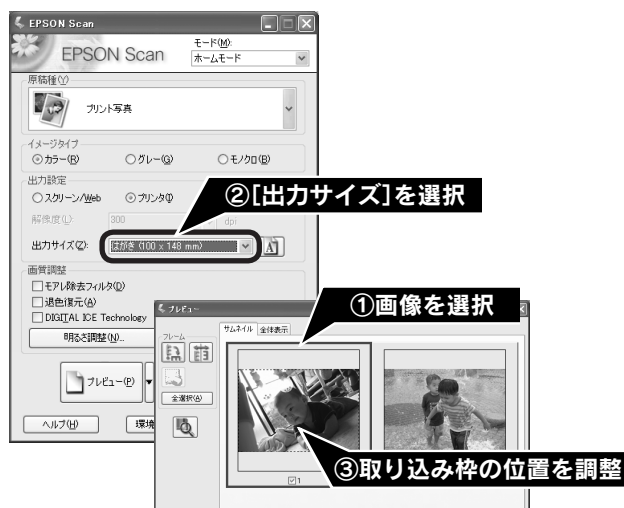 EPSON Scan
EPSON Scan
モード(M):
ホームモード
原稿種(Y)
プリント写真
イメージタイプ
カラー(R)
グレー(G)
モノクロ(B)
出力設定
スクリーン/Web
プリンタ(I)
②[出力サイズ]を選択
解像度(L):
300
dpi
出力サイズ(Z):
はがき (100 x 148 mm)
画質調整
モアレ除去フィルタ(D)
退色復元(A)
DIGITAL ICE Technology
明るさ調整(N)...
プレビュー(P)
ヘルプ(H)
環境
プレビュー
①画像を選択
フレーム
サムネイル
全体表示
全選択(A)
1
③取り込み枠の位置を調整